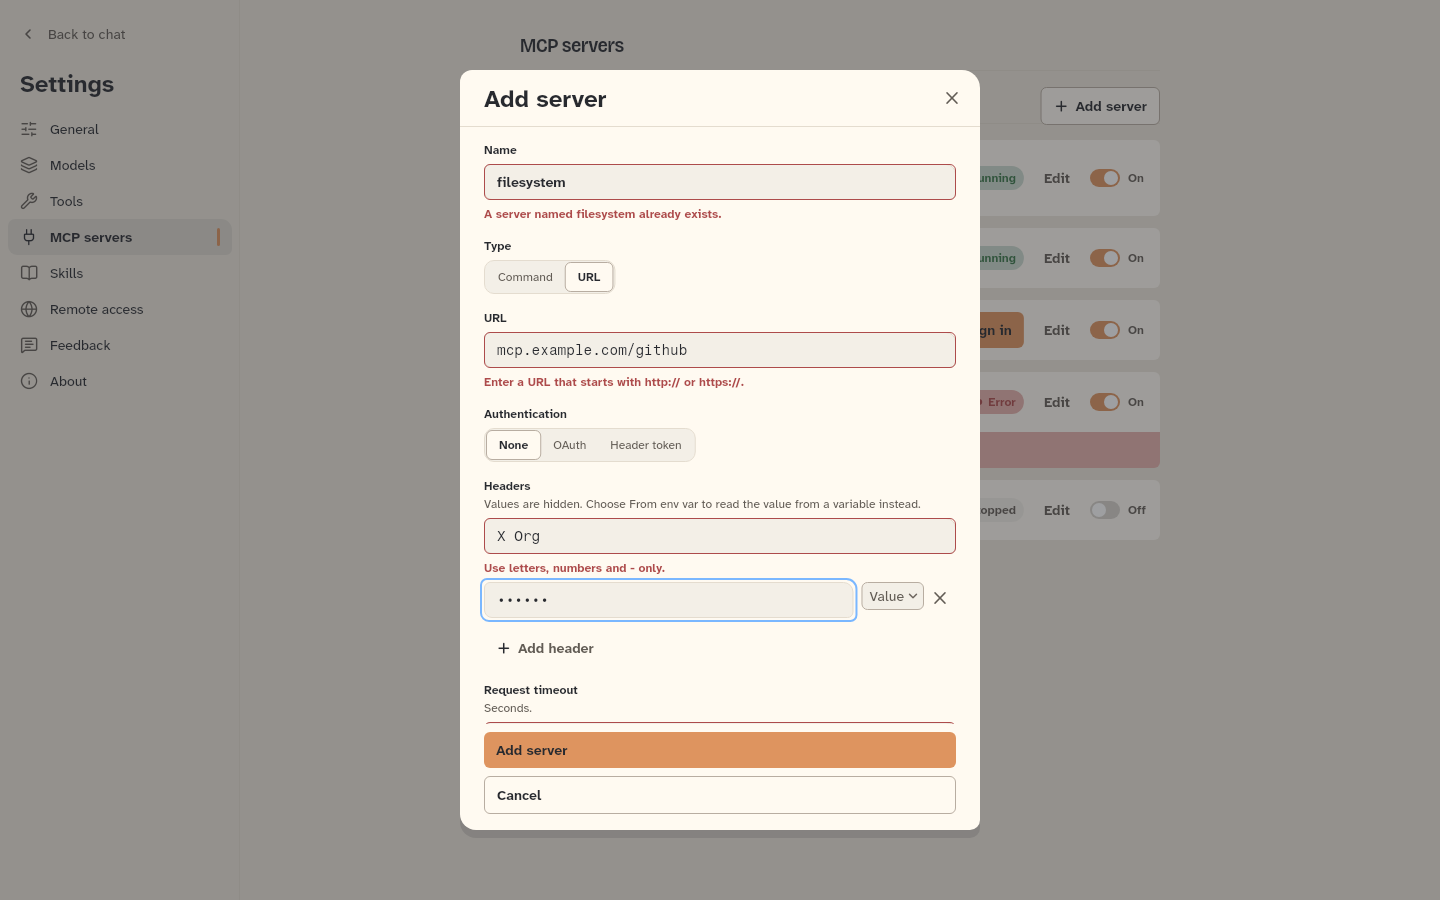 Back to chat
Settings
General
Models
Tools
MCP servers
Skills
Remote access
Feedback
About
MCP servers
Add server
Edit
On
Edit
On
Edit
On
Error
Edit
On
Edit
Off
Add server
Name
filesystem
A server named filesystem already exists.
Type
Command URL
URL
mcp.example.com/github
Enter a URL that starts with http:// or https://.
Authentication
None OAuth Header token
Headers
Values are hidden. Choose From env var to read the value from a variable instead.
X Org
Use letters, numbers and - only.
••••••
Value
Add header
Request timeout
Seconds.
Add server
Cancel